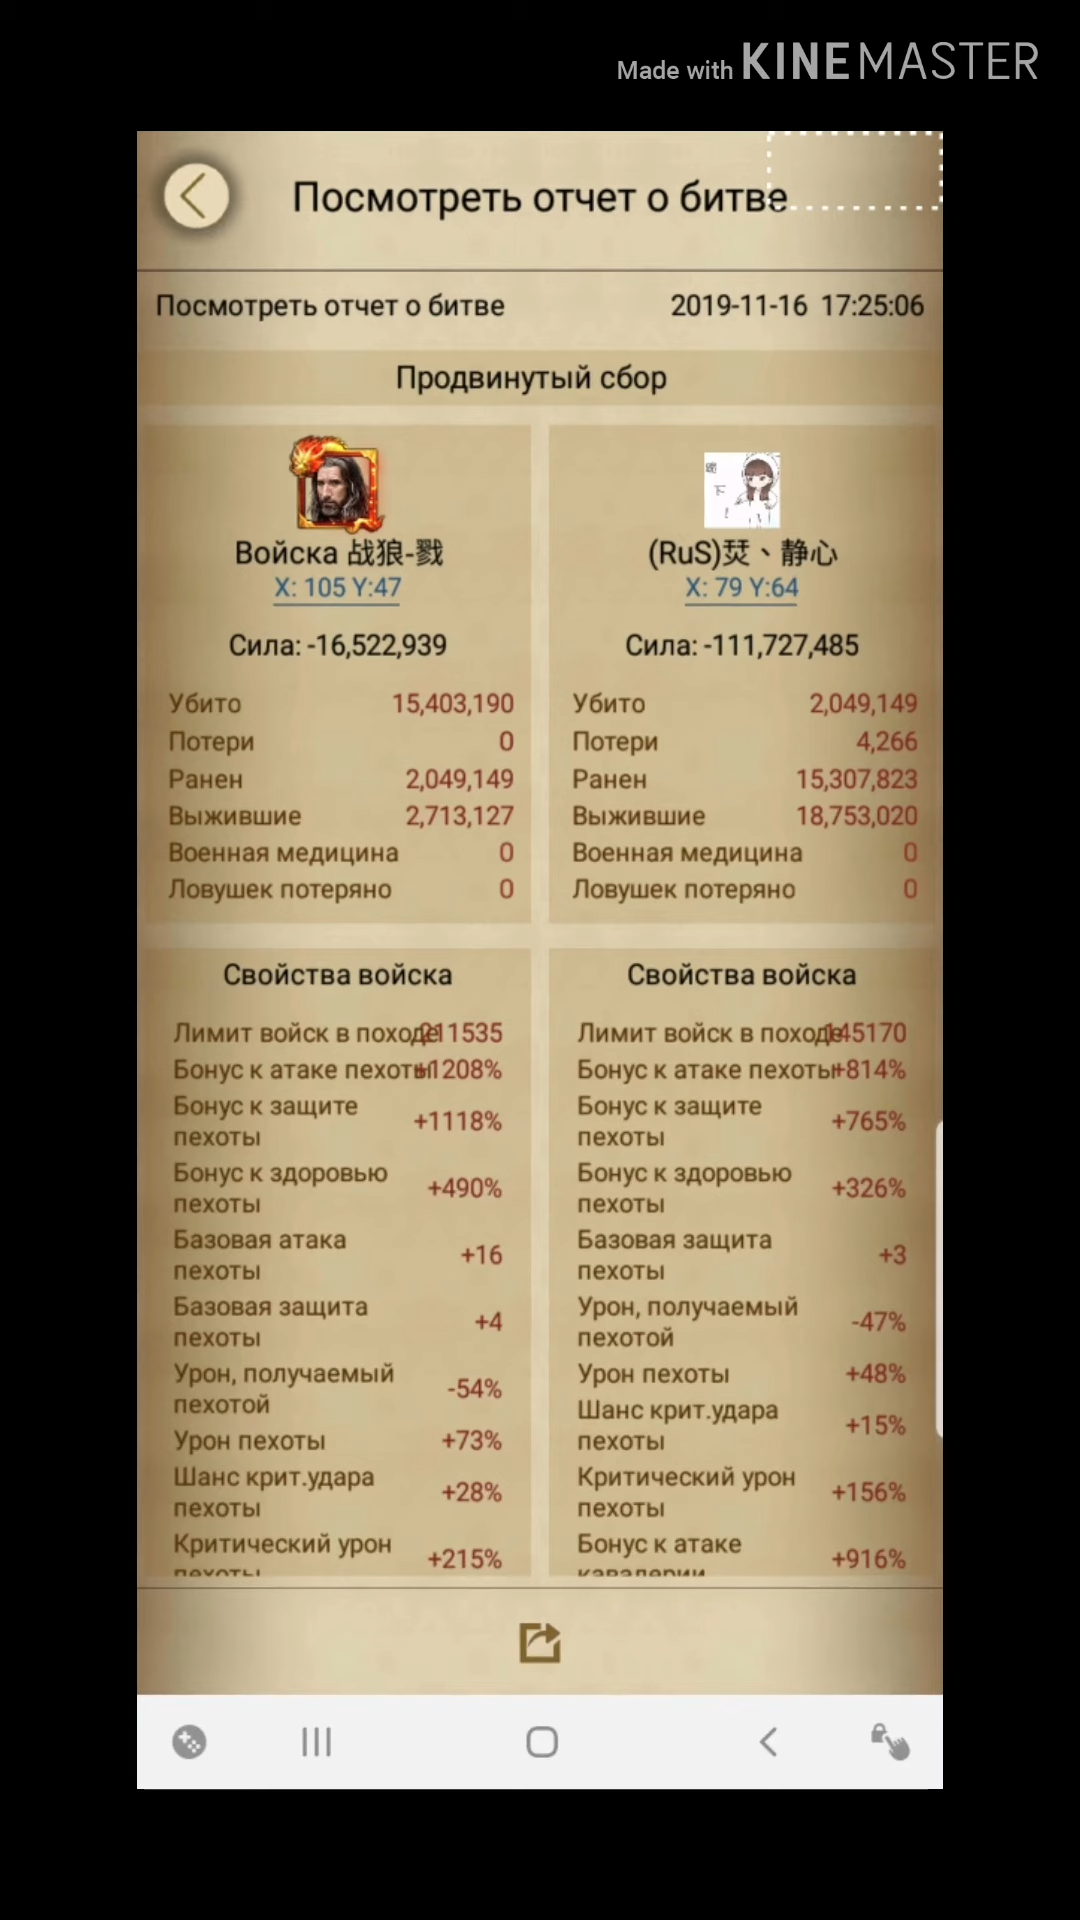 Made with KINEMASTER
Посмотреть отчет о битве
Посмотреть отчет о битве 2019-11-16 17:25:06
Продвинутый сбор
Войска 战狼-戮
X: 105 Y:47
Сила: -16,522,939
Убито 15,403,190
Потери 0
Ранен 2,049,149
Выжившие 2,713,127
Военная медицина 0
Ловушек потеряно 0
(RuS)焚、静心
X: 79 Y:64
Сила: -111,727,485
Убито 2,049,149
Потери 4,266
Ранен 15,307,823
Выжившие 18,753,020
Военная медицина 0
Ловушек потеряно 0
Свойства войска
Лимит войск в походе 211535
Бонус к атаке пехоты +1208%
Бонус к защите
пехоты +1118%
Бонус к здоровью
пехоты +490%
Базовая атака
пехоты +16
Базовая защита
пехоты +4
Урон, получаемый
пехотой -54%
Урон пехоты +73%
Шанс крит.удара
пехоты +28%
Критический урон
пехоты +215%
Свойства войска
Лимит войск в походе 145170
Бонус к атаке пехоты +814%
Бонус к защите
пехоты +765%
Бонус к здоровью
пехоты +326%
Базовая защита
пехоты +3
Урон, получаемый
пехотой -47%
Урон пехоты +48%
Шанс крит.удара
пехоты +15%
Критический урон
пехоты +156%
Бонус к атаке
кавалерии +916%